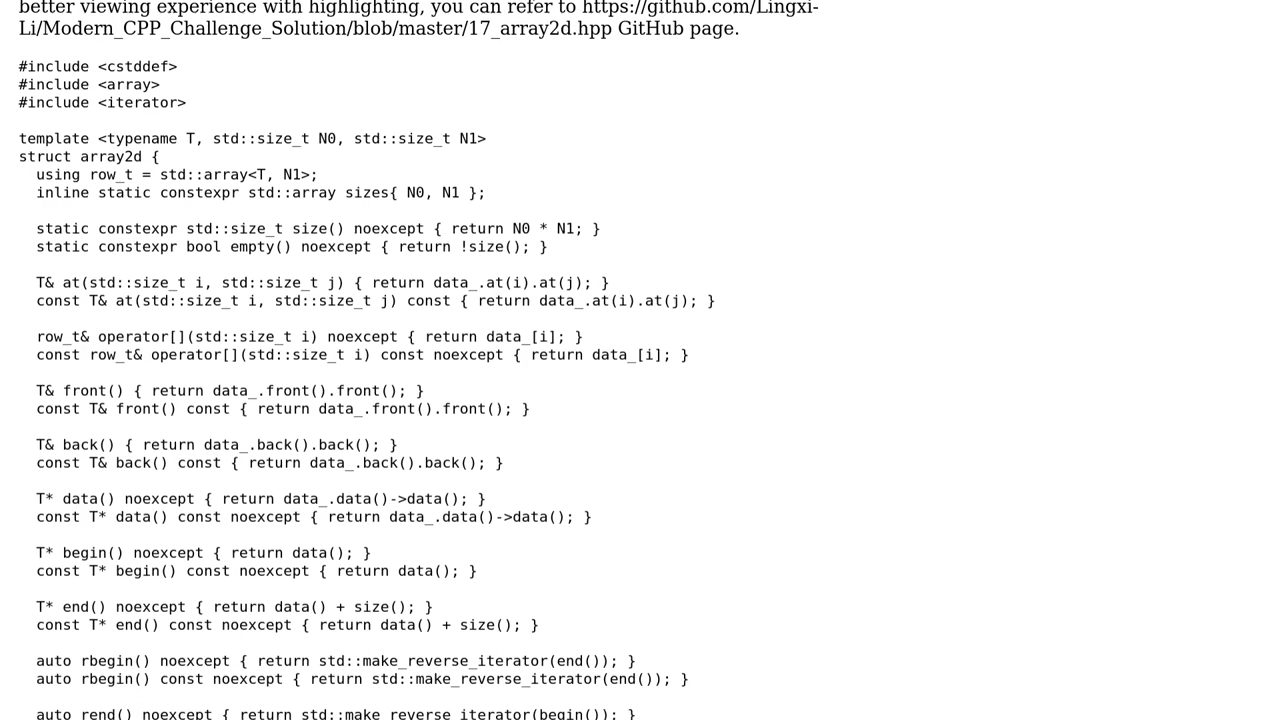 better viewing experience with highlighting, you can refer to https://github.com/Lingxi-
Li/Modern_CPP_Challenge_Solution/blob/master/17_array2d.hpp GitHub page.
#include <cstddef>
#include <array>
#include <iterator>
template <typename T, std::size_t N0, std::size_t N1>
struct array2d {
  using row_t = std::array<T, N1>;
  inline static constexpr std::array sizes{ N0, N1 };
  static constexpr std::size_t size() noexcept { return N0 * N1; }
  static constexpr bool empty() noexcept { return !size(); }
  T& at(std::size_t i, std::size_t j) { return data_.at(i).at(j); }
  const T& at(std::size_t i, std::size_t j) const { return data_.at(i).at(j); }
  row_t& operator[](std::size_t i) noexcept { return data_[i]; }
  const row_t& operator[](std::size_t i) const noexcept { return data_[i]; }
  T& front() { return data_.front().front(); }
  const T& front() const { return data_.front().front(); }
  T& back() { return data_.back().back(); }
  const T& back() const { return data_.back().back(); }
  T* data() noexcept { return data_.data()->data(); }
  const T* data() const noexcept { return data_.data()->data(); }
  T* begin() noexcept { return data(); }
  const T* begin() const noexcept { return data(); }
  T* end() noexcept { return data() + size(); }
  const T* end() const noexcept { return data() + size(); }
  auto rbegin() noexcept { return std::make_reverse_iterator(end()); }
  auto rbegin() const noexcept { return std::make_reverse_iterator(end()); }
  auto rend() noexcept { return std::make_reverse_iterator(begin()); }